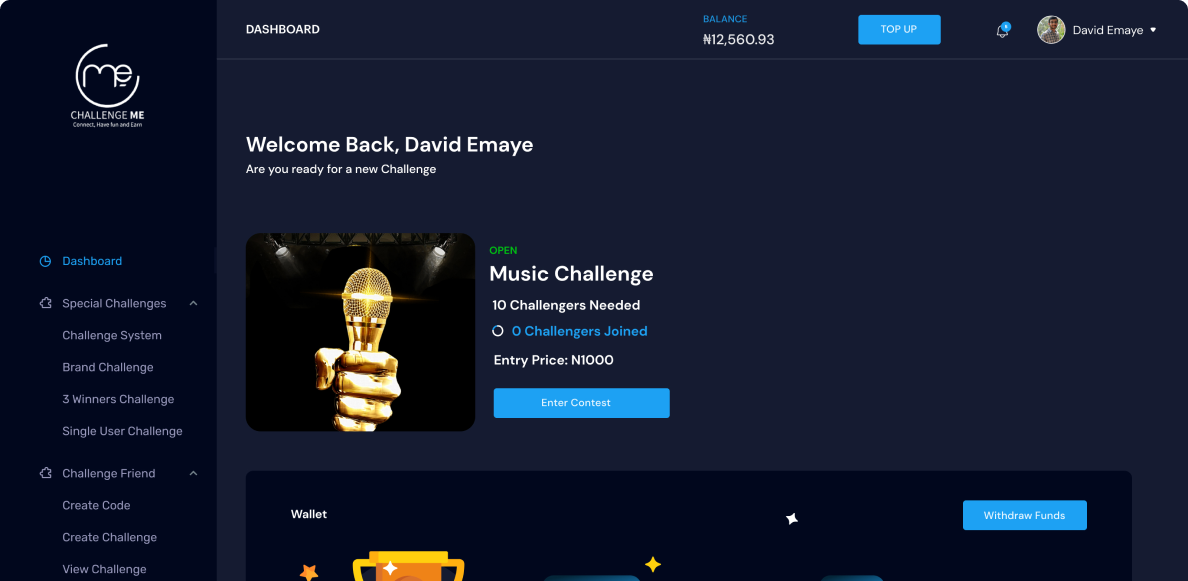 me
CHALLENGE ME
Connect, Have fun and Earn
DASHBOARD
BALANCE
₦12,560.93
TOP UP
David Emaye
Welcome Back, David Emaye
Are you ready for a new Challenge
OPEN
Music Challenge
10 Challengers Needed
0 Challengers Joined
Entry Price: N1000
Enter Contest
Dashboard
Special Challenges
Challenge System
Brand Challenge
3 Winners Challenge
Single User Challenge
Challenge Friend
Create Code
Create Challenge
View Challenge
Wallet
Withdraw Funds